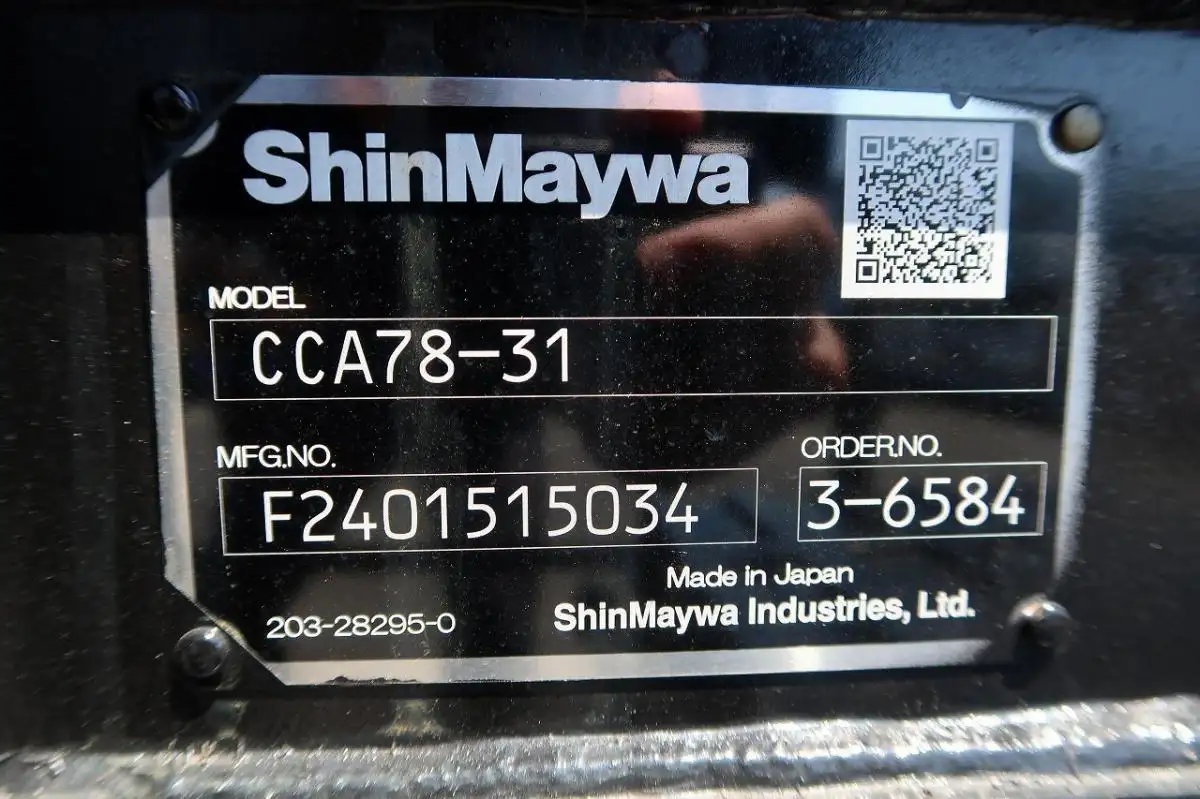 ShinMaywa
MODEL
CCA78-31
MFG.NO.
F2401515034
ORDER.NO.
3-6584
Made in Japan
203-28295-0
ShinMaywa Industries, Ltd.